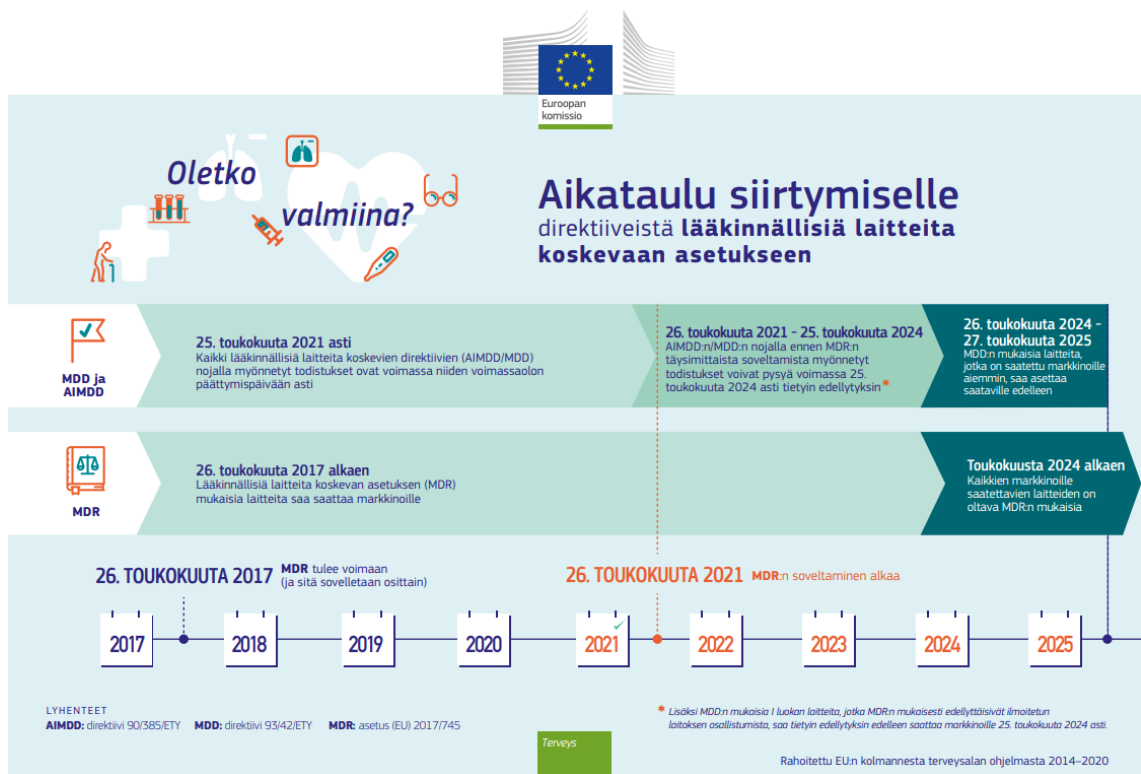 Euroopan
komissio
Oletko
valmiina?
Aikataulu siirtymiselle
direktiiveistä lääkinnällisiä laitteita
koskevaan asetukseen
MDD ja
AIMDD
25. toukokuuta 2021 asti
Kaikki lääkinnällisiä laitteita koskevien direktiivien (AIMDD/MDD)
nojalla myönnetyt todistukset ovat voimassa niiden voimassaolon
päättymispäivään asti
26. toukokuuta 2021 - 25. toukokuuta 2024
AIMDD:n/MDD:n nojalla ennen MDR:n
täysimittaista soveltamista myönnetyt
todistukset voivat pysyä voimassa 25.
toukokuuta 2024 asti tietyin edellytyksin *
26. toukokuuta 2024 -
27. toukokuuta 2025
MDD:n mukaisia laitteita,
jotka on saatettu markkinoille
aiemmin, saa asettaa
saataville edelleen
MDR
26. toukokuuta 2017 alkaen
Lääkinnällisiä laitteita koskevan asetuksen (MDR)
mukaisia laitteita saa saattaa markkinoille
Toukokuusta 2024 alkaen
Kaikkien markkinoille
saatettavien laitteiden on
oltava MDR:n mukaisia
26. TOUKOKUUTA 2017 MDR tulee voimaan
(ja sitä sovelletaan osittain)
26. TOUKOKUUTA 2021 MDR:n soveltaminen alkaa
2017 2018 2019 2020 2021 2022 2023 2024 2025
LYHENTEET
AIMDD: direktiivi 90/385/ETY MDD: direktiivi 93/42/ETY MDR: asetus (EU) 2017/745
* Lisäksi MDD:n mukaisia I luokan laitteita, jotka MDR:n mukaisesti edellyttäisivät ilmoitetun
laitoksen osallistumista, saa tietyin edellytyksin edelleen saattaa markkinoille 25. toukokuuta 2024 asti.
Terveys
Rahoitettu EU:n kolmannesta terveysalan ohjelmasta 2014–2020